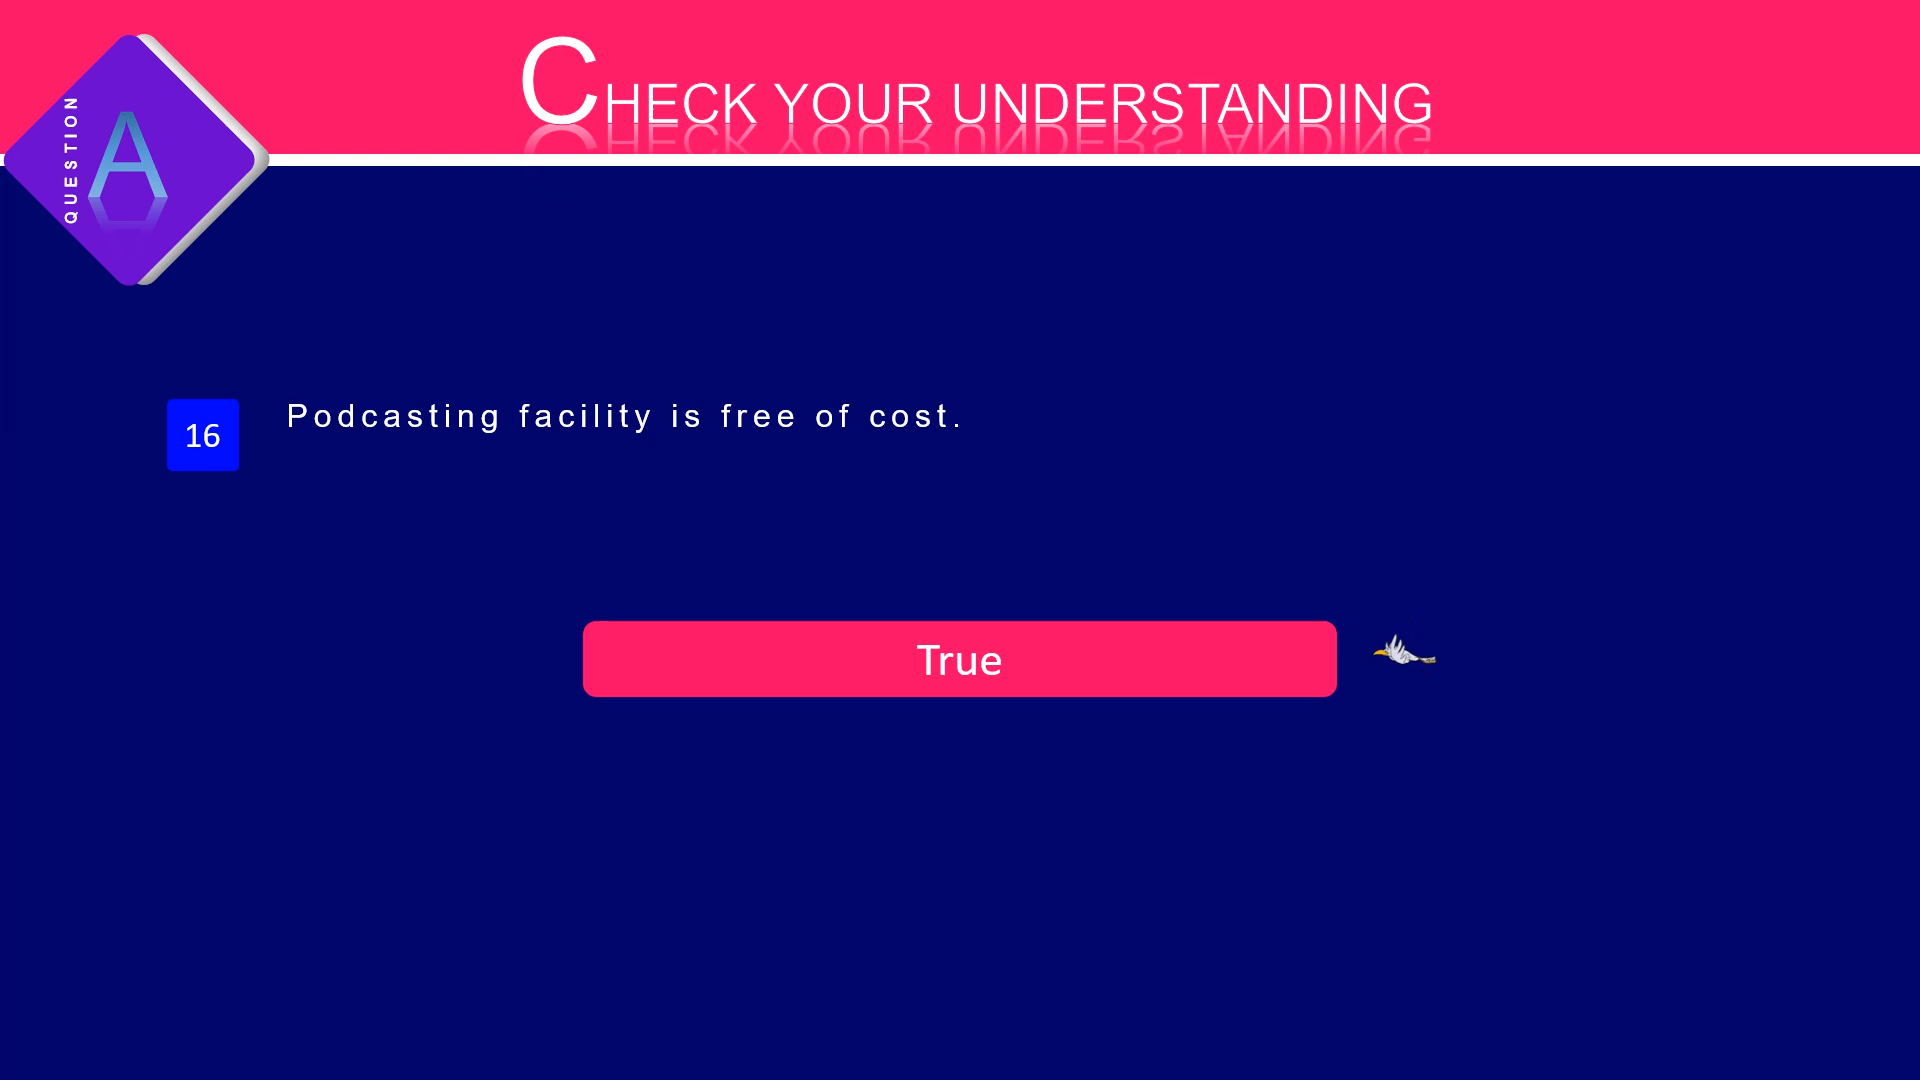 CHECK YOUR UNDERSTANDING
QUESTION
A
16
Podcasting facility is free of cost.
True